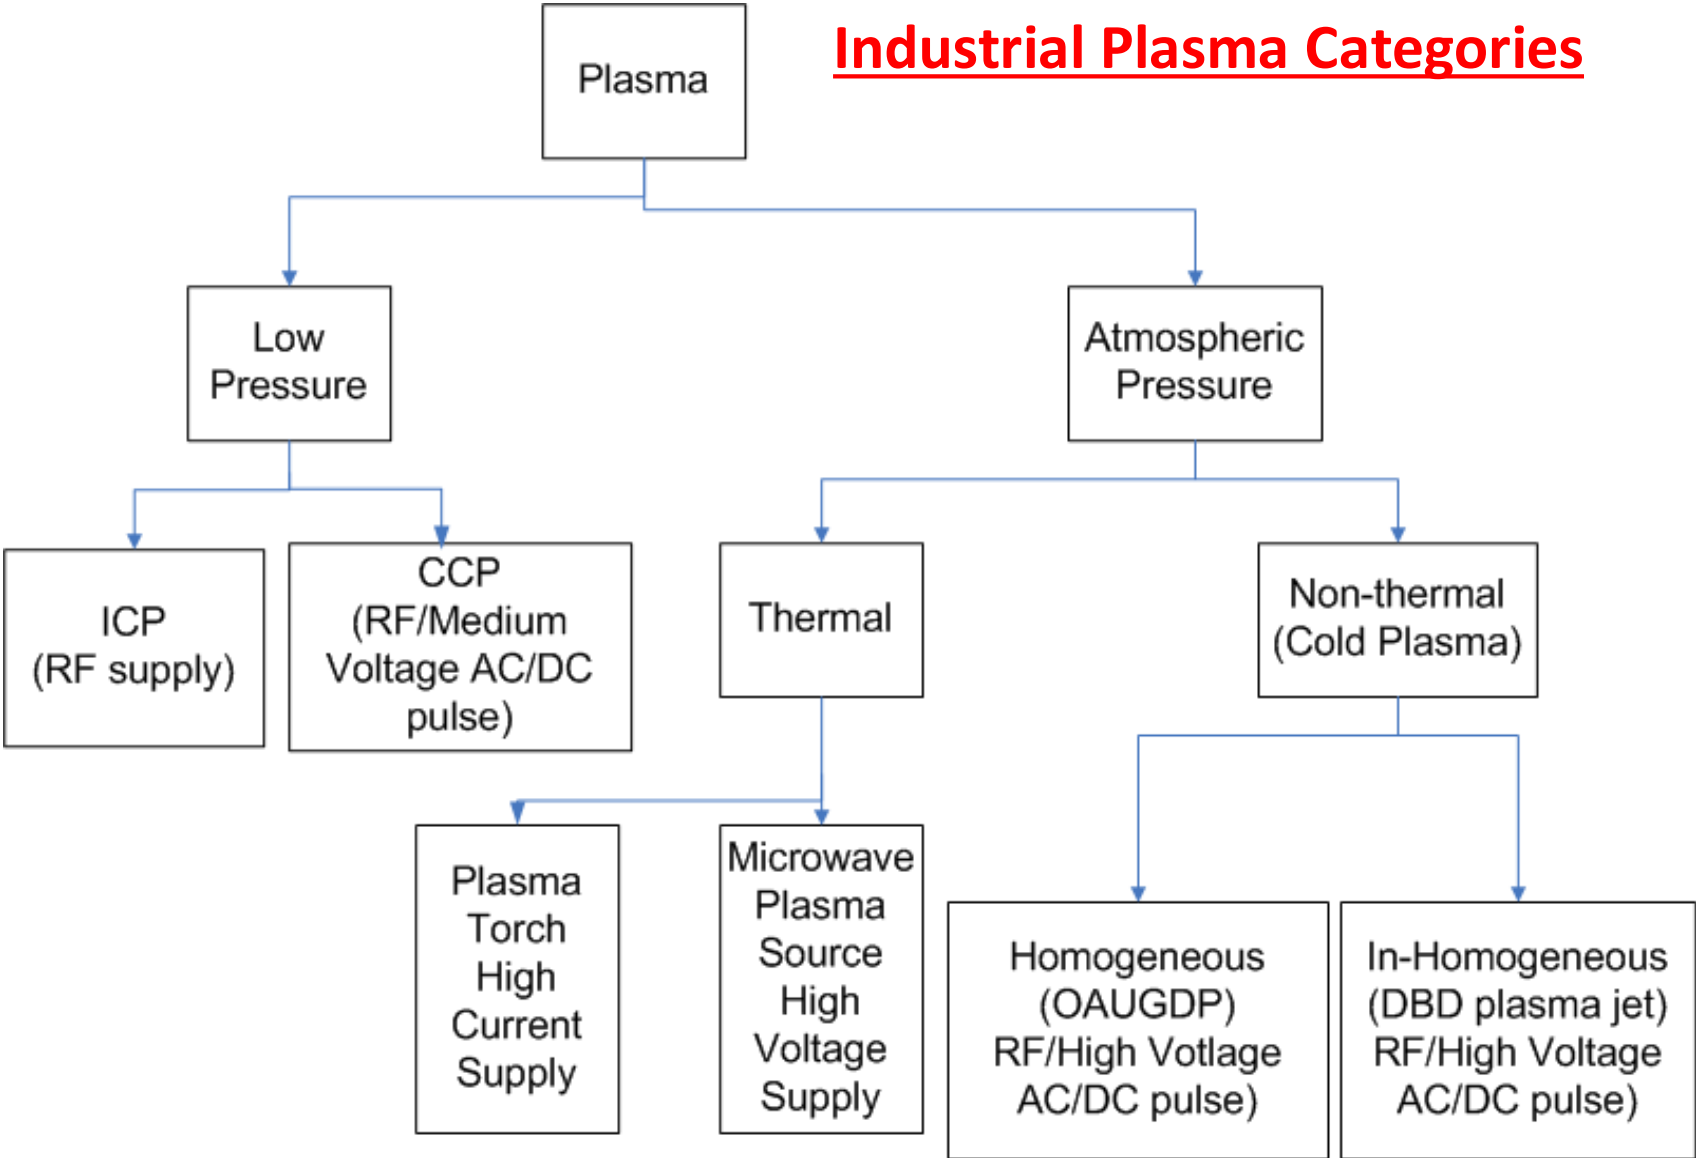 Industrial Plasma Categories
Plasma
Low
Pressure
Atmospheric
Pressure
ICP
(RF supply)
CCP
(RF/Medium
Voltage AC/DC
pulse)
Thermal
Non-thermal
(Cold Plasma)
Plasma
Torch
High
Current
Supply
Microwave
Plasma
Source
High
Voltage
Supply
Homogeneous
(OAUGDP)
RF/High Votlage
AC/DC pulse)
In-Homogeneous
(DBD plasma jet)
RF/High Voltage
AC/DC pulse)